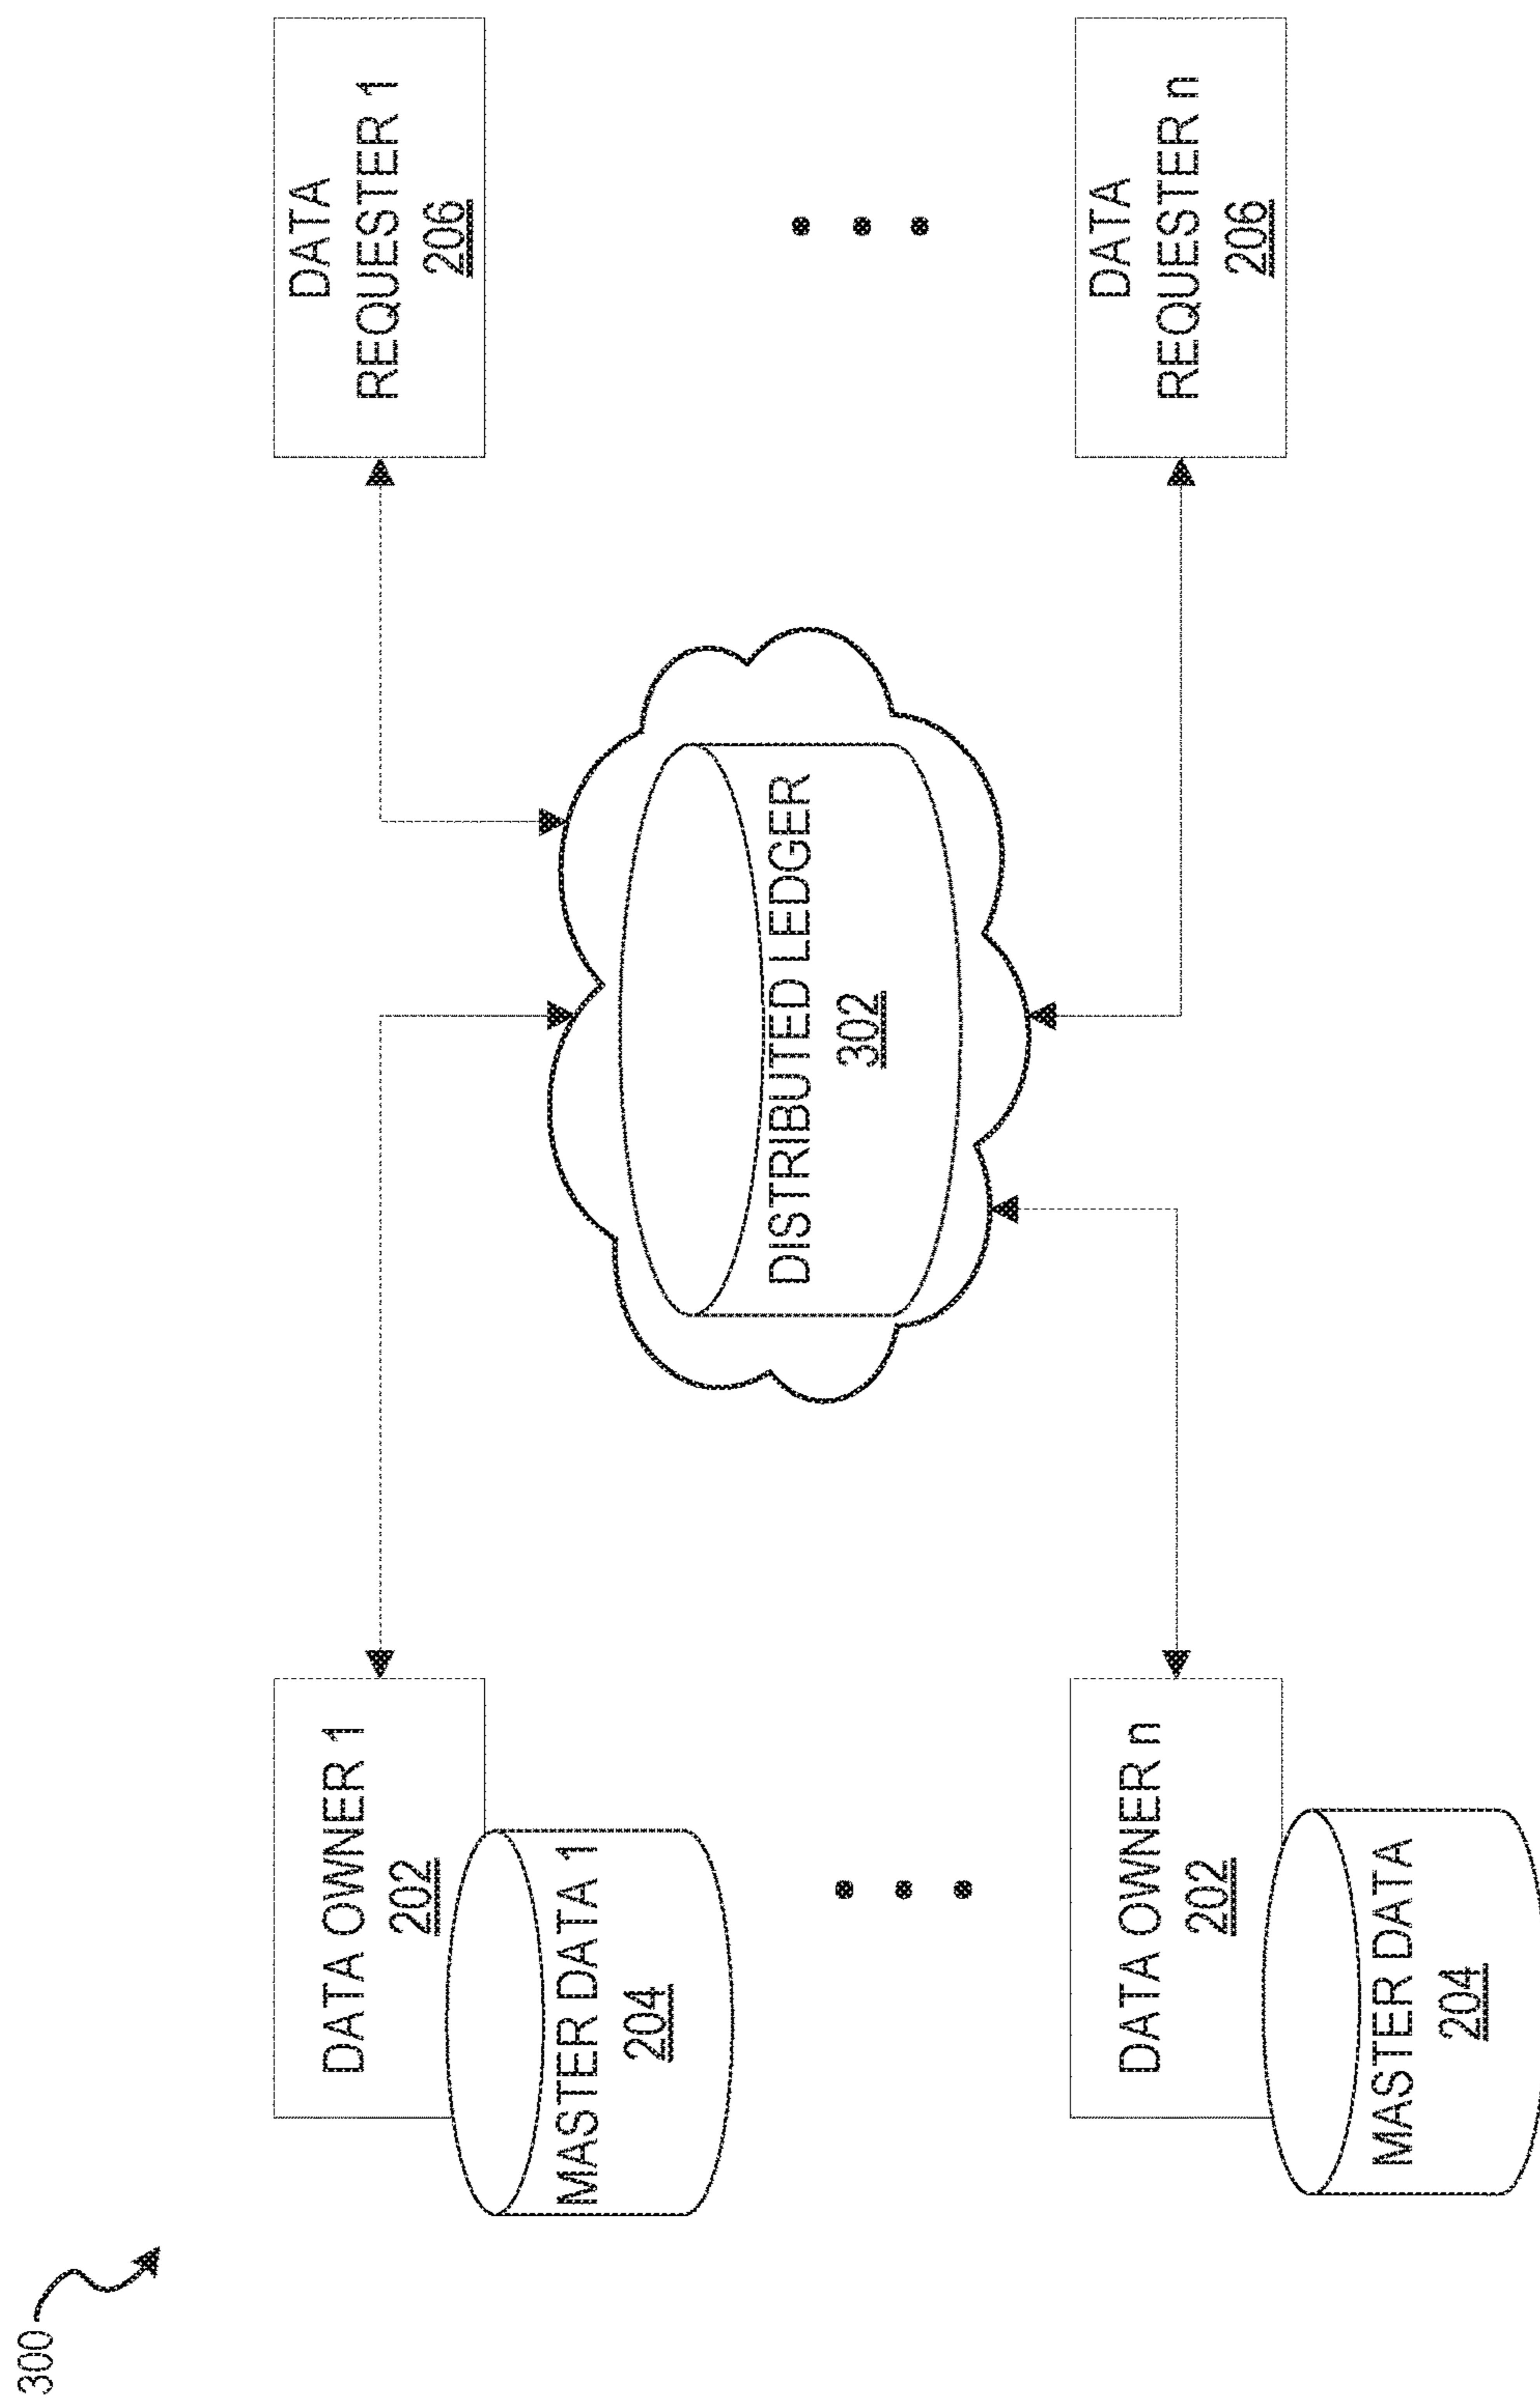 300
DATA OWNER 1
202
MASTER DATA 1
204
DATA OWNER n
202
MASTER DATA
204
DISTRIBUTED LEDGER
302
DATA
REQUESTER 1
206
DATA
REQUESTER n
206